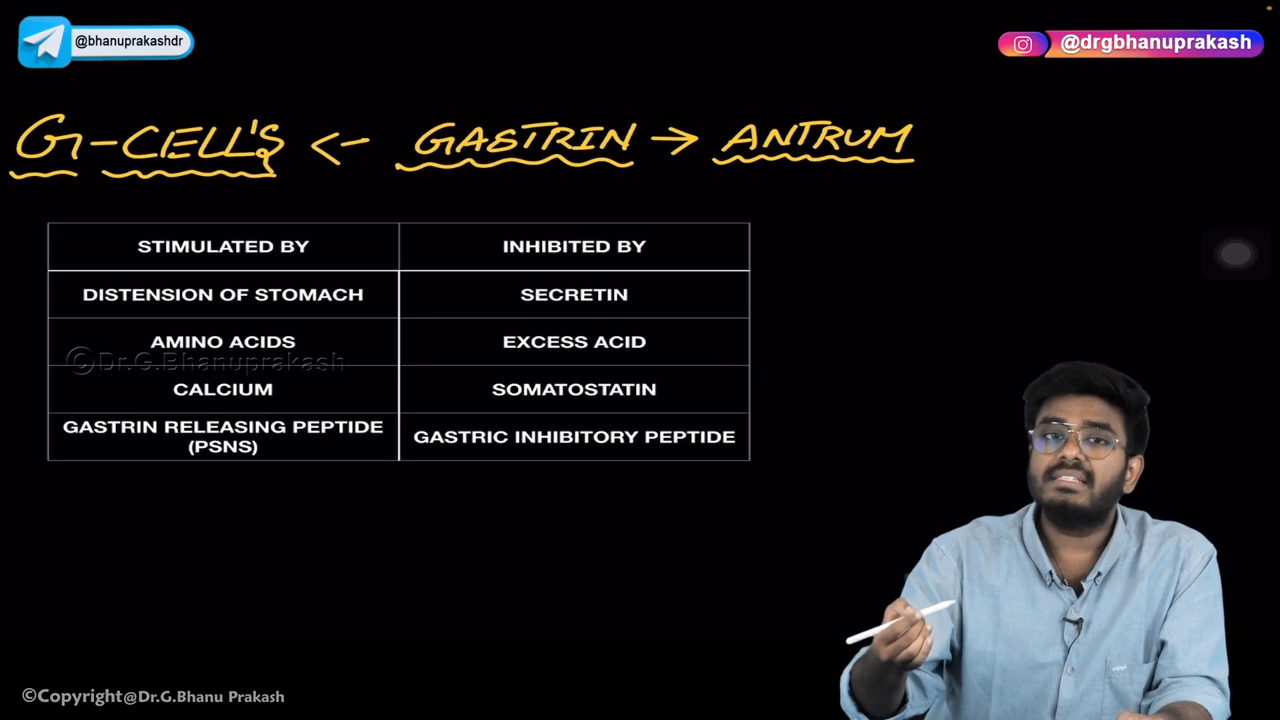 @bhanuprakashdr
@drgbhanuprakash
G-CELL'S <- GASTRIN → ANTRUM
STIMULATED BY INHIBITED BY
DISTENSION OF STOMACH SECRETIN
AMINO ACIDS EXCESS ACID
©Dr.G.Bhanuprakash
CALCIUM SOMATOSTATIN
GASTRIN RELEASING PEPTIDE
(PSNS)
GASTRIC INHIBITORY PEPTIDE
©Copyright@Dr.G.Bhanu Prakash